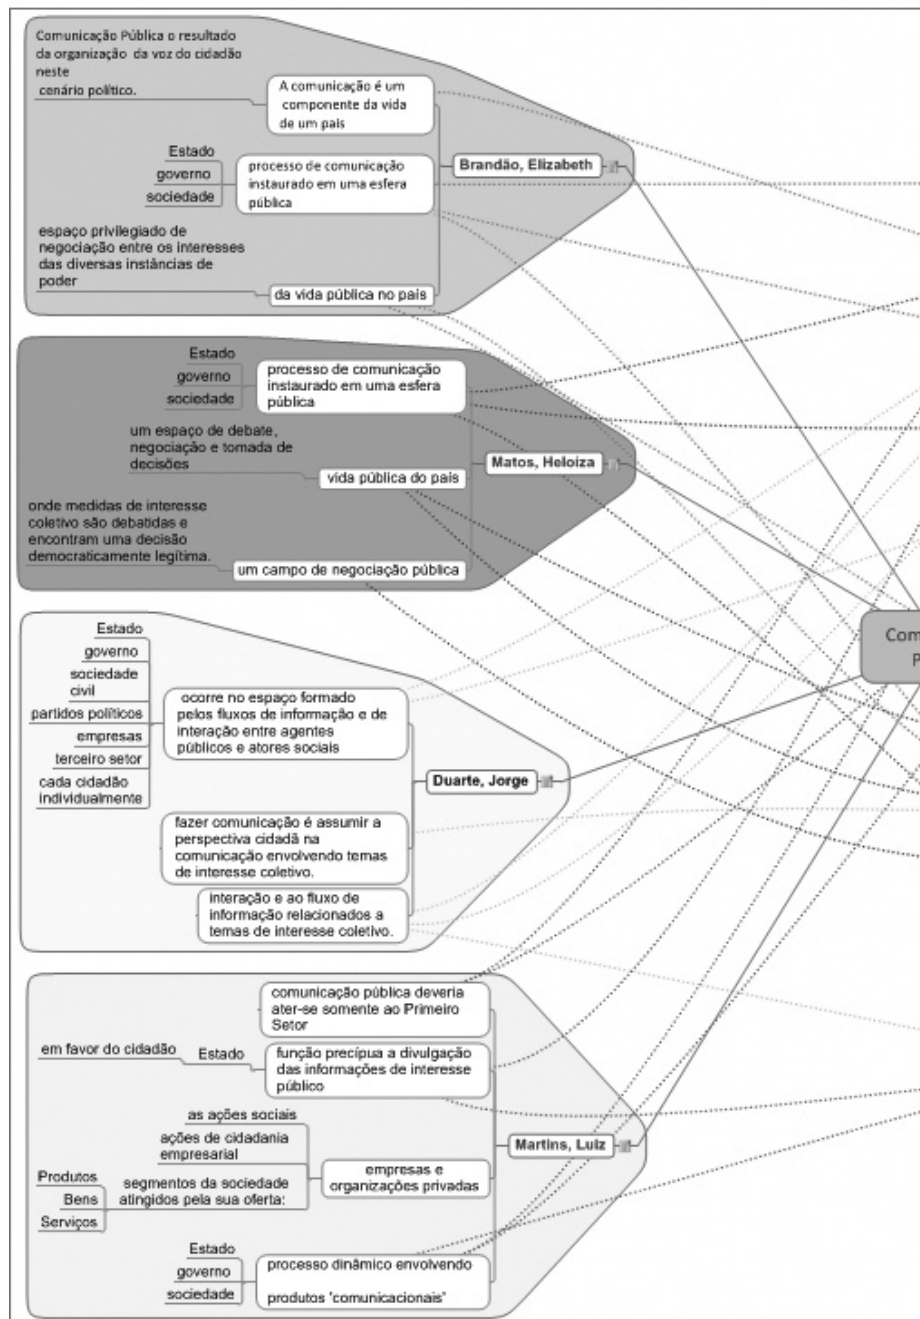 Comunicação Pública o resultado
da organização da voz do cidadão
neste
cenário político.
A comunicação é um
componente da vida
de um país
Estado
governo
sociedade
processo de comunicação
instaurado em uma esfera
pública
Brandão, Elizabeth
espaço privilegiado de
negociação entre os interesses
das diversas instâncias de
poder
da vida pública no país
Estado
governo
sociedade
processo de comunicação
instaurado em uma esfera
pública
um espaço de debate,
negociação e tomada de
decisões
vida pública do país
Matos, Heloiza
onde medidas de interesse
coletivo são debatidas e
encontram uma decisão
democraticamente legítima.
um campo de negociação pública
Estado
governo
sociedade
civil
partidos políticos
empresas
terceiro setor
cada cidadão
individualmente
ocorre no espaço formado
pelos fluxos de informação e de
interação entre agentes
públicos e atores sociais
Duarte, Jorge
fazer comunicação é assumir a
perspectiva cidadã na
comunicação envolvendo temas
de interesse coletivo.
interação e ao fluxo de
informação relacionados a
temas de interesse coletivo.
Com
P
comunicação pública deveria
ater-se somente ao Primeiro
Setor
em favor do cidadão
Estado
função precípua a divulgação
das informações de interesse
público
Martins, Luiz
as ações sociais
ações de cidadania
empresarial
Produtos
Bens
Serviços
segmentos da sociedade
atingidos pela sua oferta:
empresas e
organizações privadas
Estado
governo
sociedade
processo dinâmico envolvendo
produtos 'comunicacionais'